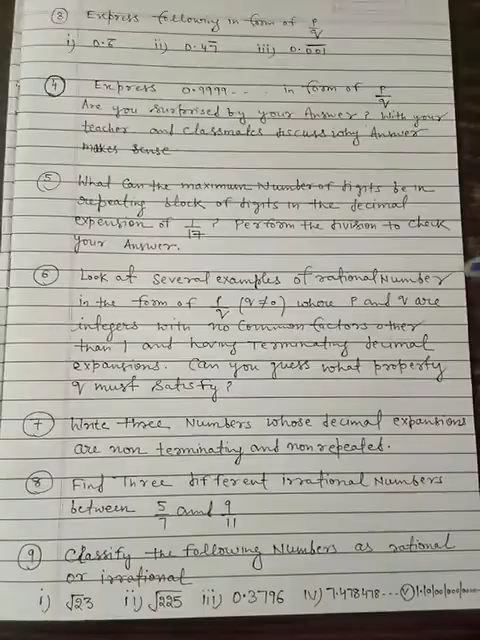 ③ Express following in form of p/q
i) 0.6̅ ii) 0.47̅ iii) 0.0̅0̅1̅
④ Express 0.9999.... in form of p/q
Are you surprised by your Answer? With your
teacher and classmates discuss why Answer
makes sense
⑤ What can the maximum Number of digits be in
repeating block of digits in the decimal
expension of 1/17? Perform the division to check
your Answer.
⑥ Look at Several examples of rational Number
in the form of p/q (q≠0) where P and q are
integers with no Common factors other
than 1 and having Terminating decimal
expansions. Can you guess what property
q must Satisfy?
⑦ Write three Numbers whose decimal expansions
are non terminating and non repeated.
⑧ Find Three different irrational Numbers
between 5/7 and 9/11
⑨ Classify the following Numbers as rational
or irrational
i) √23 ii) √225 iii) 0.3796 iv) 7.478478... v)